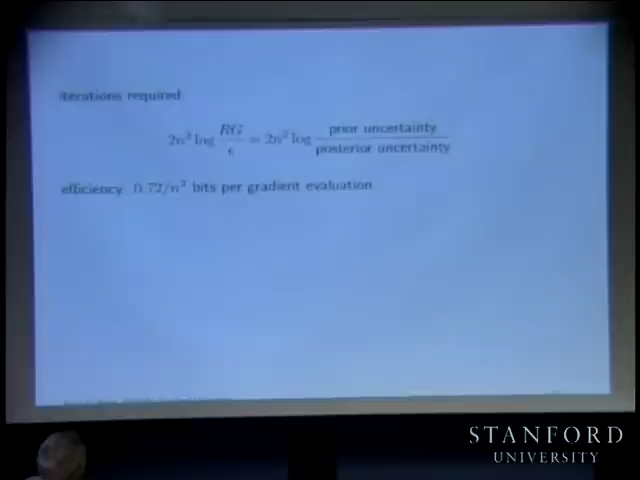 iterations required
2n² log RG/ϵ = 2n² log prior uncertainty/posterior uncertainty
efficiency 0.72/n² bits per gradient evaluation
STANFORD
UNIVERSITY